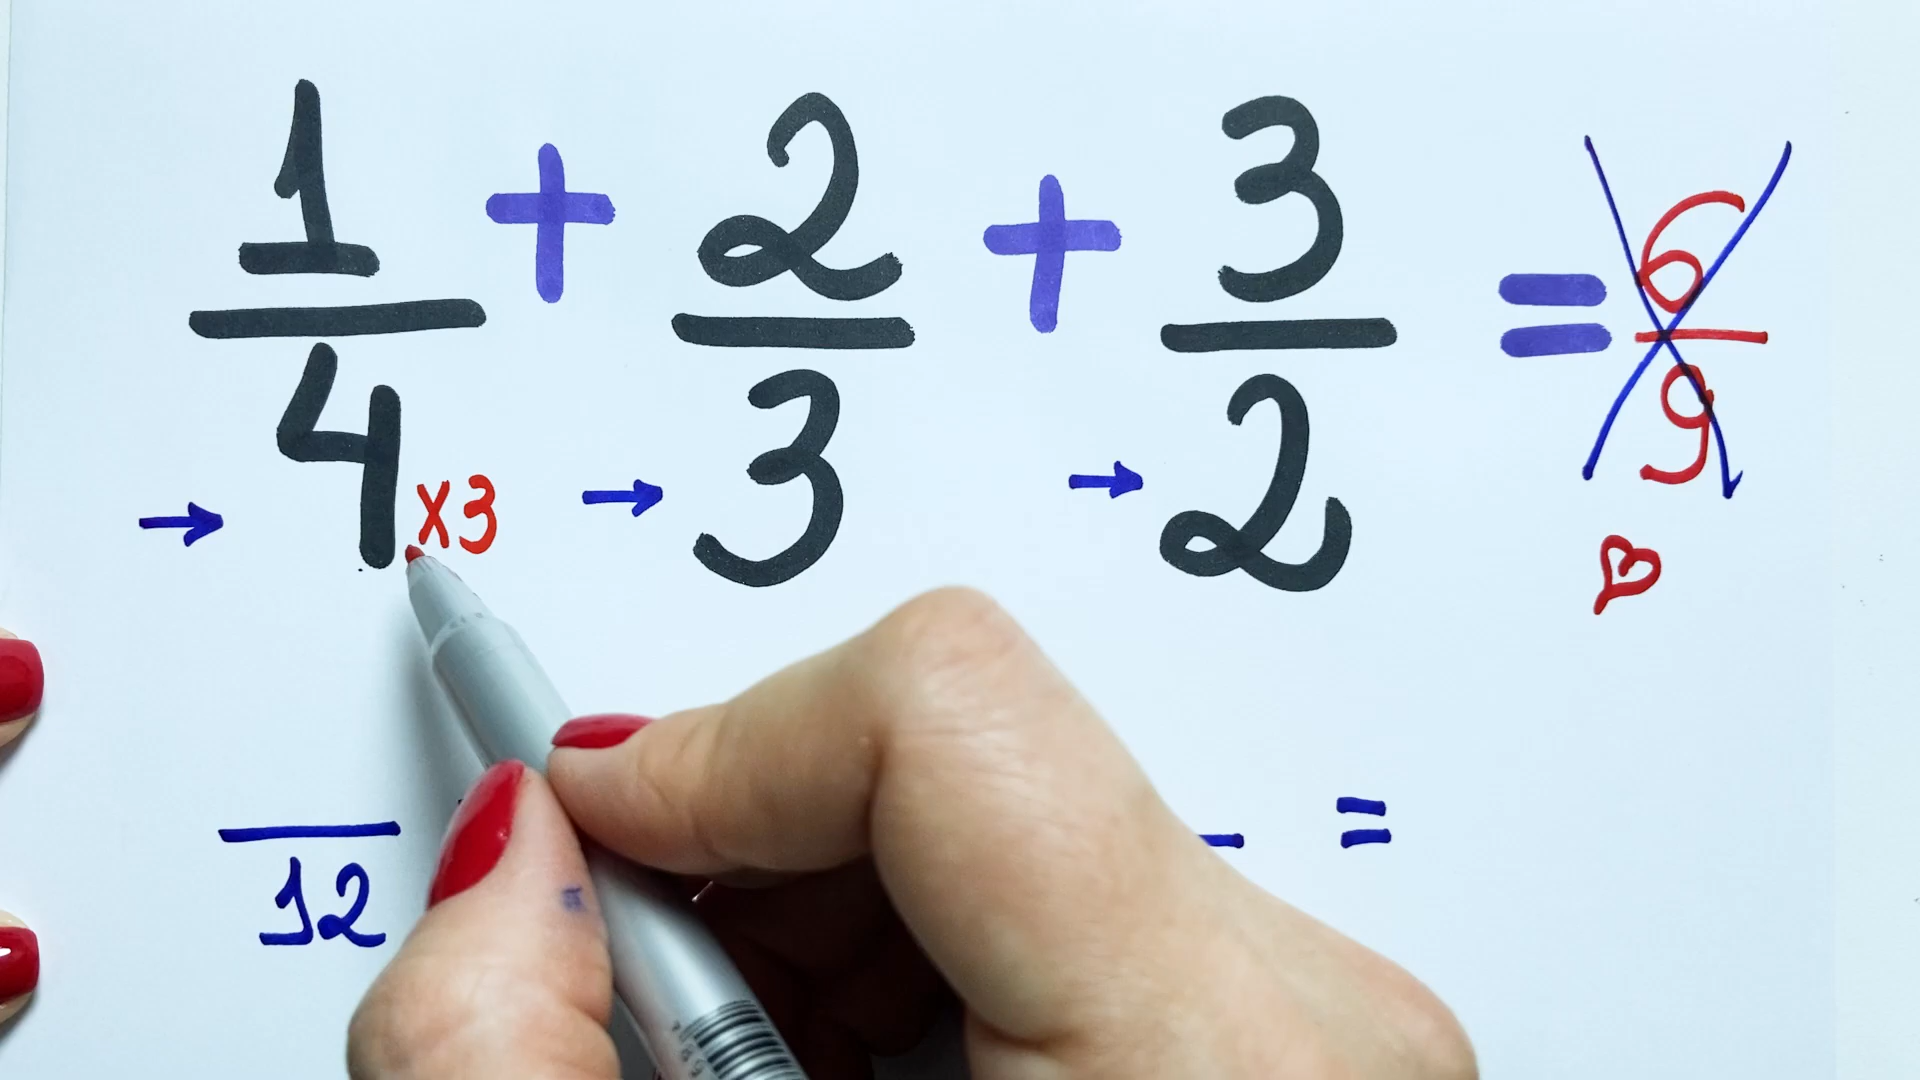 1 + 2 + 3 = 6
4 x3 3 2 9
=
12